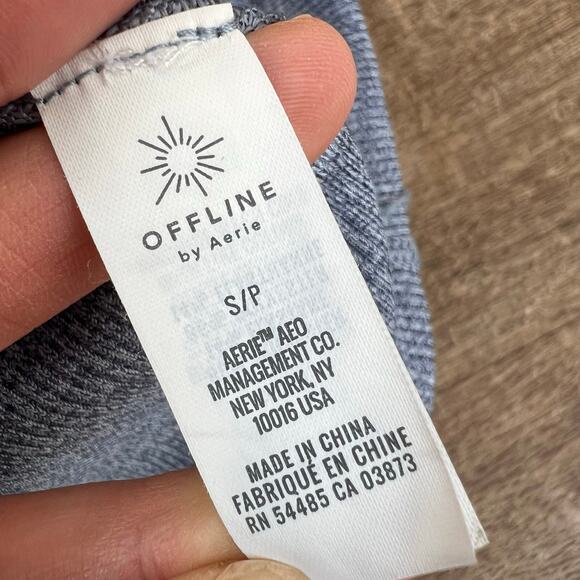 OFFLINE
by Aerie
S/P
AERIE™ AEO
MANAGEMENT CO.
NEW YORK, NY
10016 USA
MADE IN CHINA
FABRIQUÉ EN CHINE
RN 54485 CA 03873